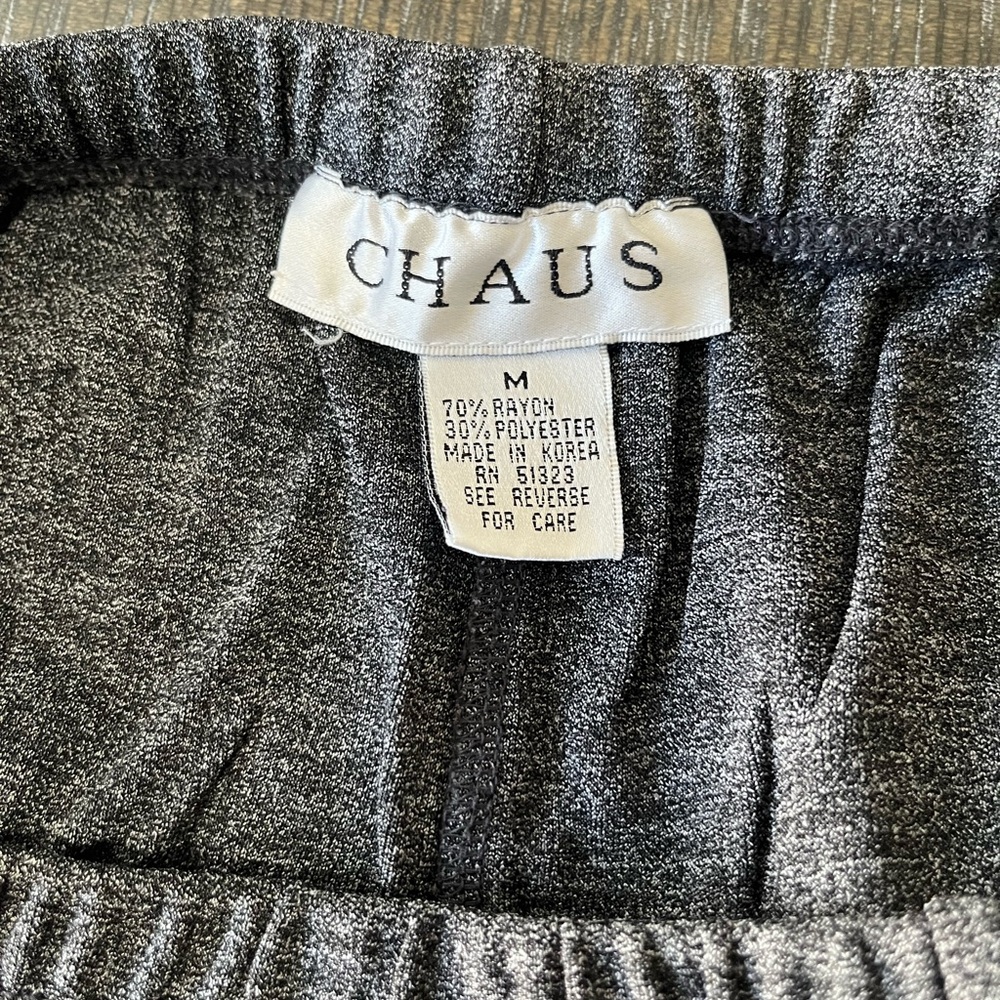 CHAUS
M
70% RAYON
30% POLYESTER
MADE IN KOREA
RN 51323
SEE REVERSE
FOR CARE